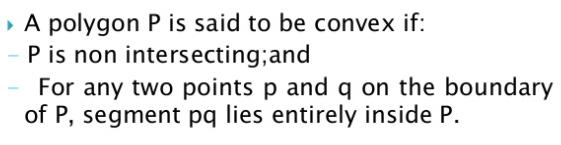 ‣ A polygon P is said to be convex if:
– P is non intersecting;and
– For any two points p and q on the boundary
of P, segment pq lies entirely inside P.